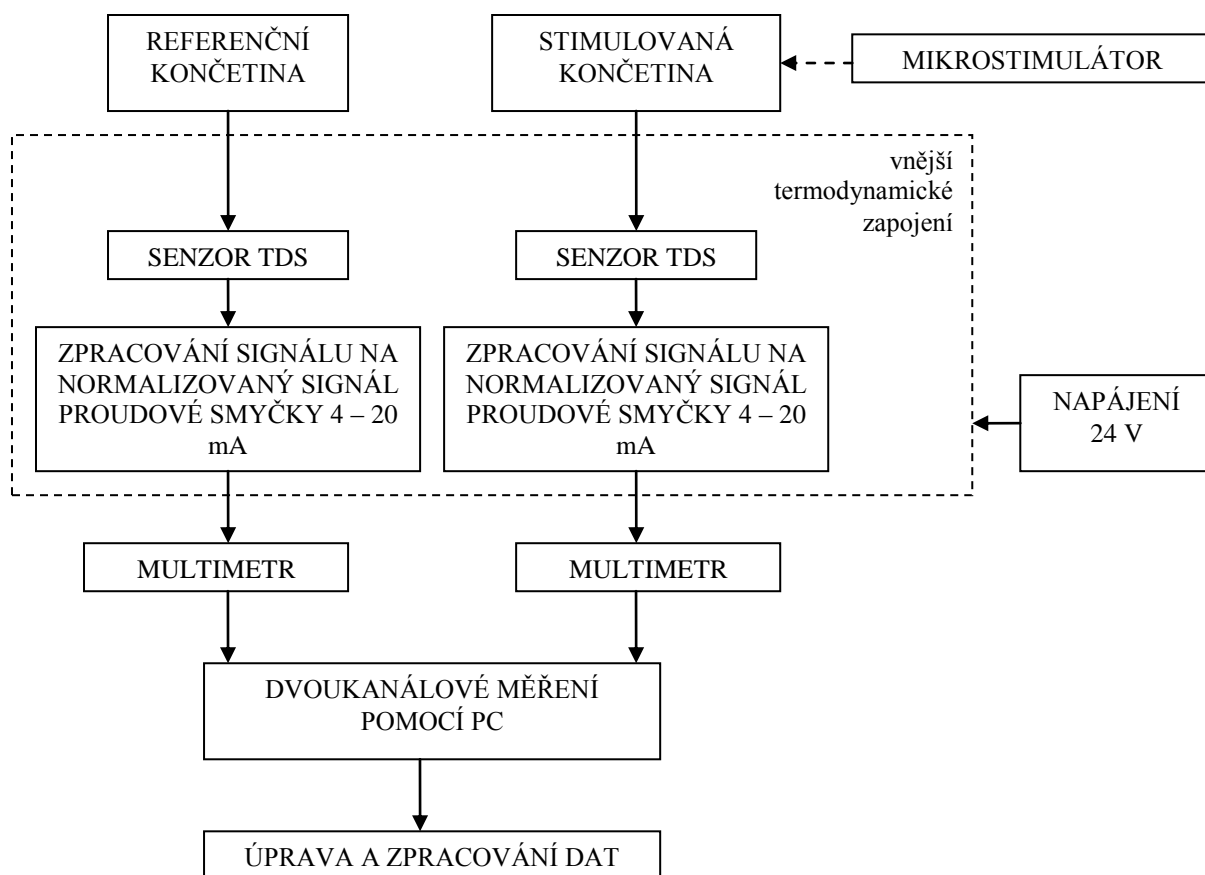 REFERENČNÍ
KONČETINA
STIMULOVANÁ
KONČETINA
MIKROSTIMULÁTOR
vnější
termodynamické
zapojení
SENZOR TDS
SENZOR TDS
ZPRACOVÁNÍ SIGNÁLU NA
NORMALIZOVANÝ SIGNÁL
PROUDOVÉ SMYČKY 4 – 20
mA
ZPRACOVÁNÍ SIGNÁLU NA
NORMALIZOVANÝ SIGNÁL
PROUDOVÉ SMYČKY 4 – 20
mA
NAPÁJENÍ
24 V
MULTIMETR
MULTIMETR
DVOUKANÁLOVÉ MĚŘENÍ
POMOCÍ PC
ÚPRAVA A ZPRACOVÁNÍ DAT